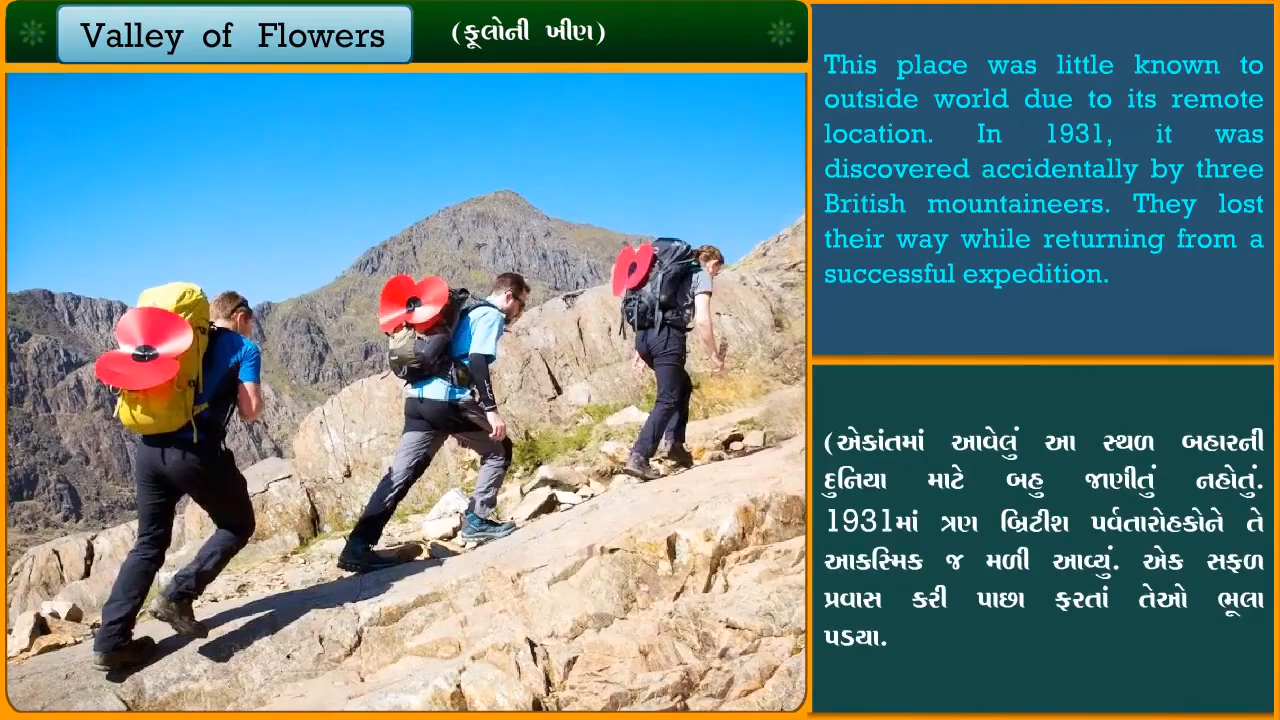 Valley of Flowers
(ફૂલોની ખીણ)
This place was little known to
outside world due to its remote
location. In 1931, it was
discovered accidentally by three
British mountaineers. They lost
their way while returning from a
successful expedition.
(એકાંતમાં આવેલું આ સ્થળ બહારની
દુનિયા માટે બહુ જાણીતું નહોતું.
1931માં ત્રણ બ્રિટીશ પર્વતારોહકોને તે
આકસ્મિક જ મળી આવ્યું. એક સફળ
પ્રવાસ કરી પાછા ફરતાં તેઓ ભૂલા
પડયા.